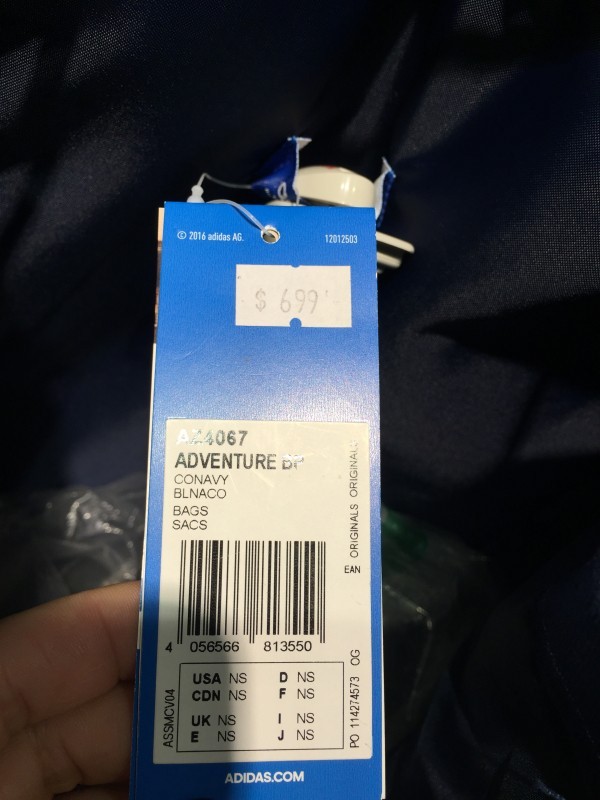 © 2016 adidas AG.
12012503
$ 699
4067
ADVENTURE BP
CONAVY
BLNACO
BAGS
SACS
ORIGINALS ORIGINALS
EAN
4 056566 813550
USA NS D NS
CDN NS F NS
UK NS I NS
E NS J NS
ASSMCV04
PO 114274573 OG
ADIDAS.COM